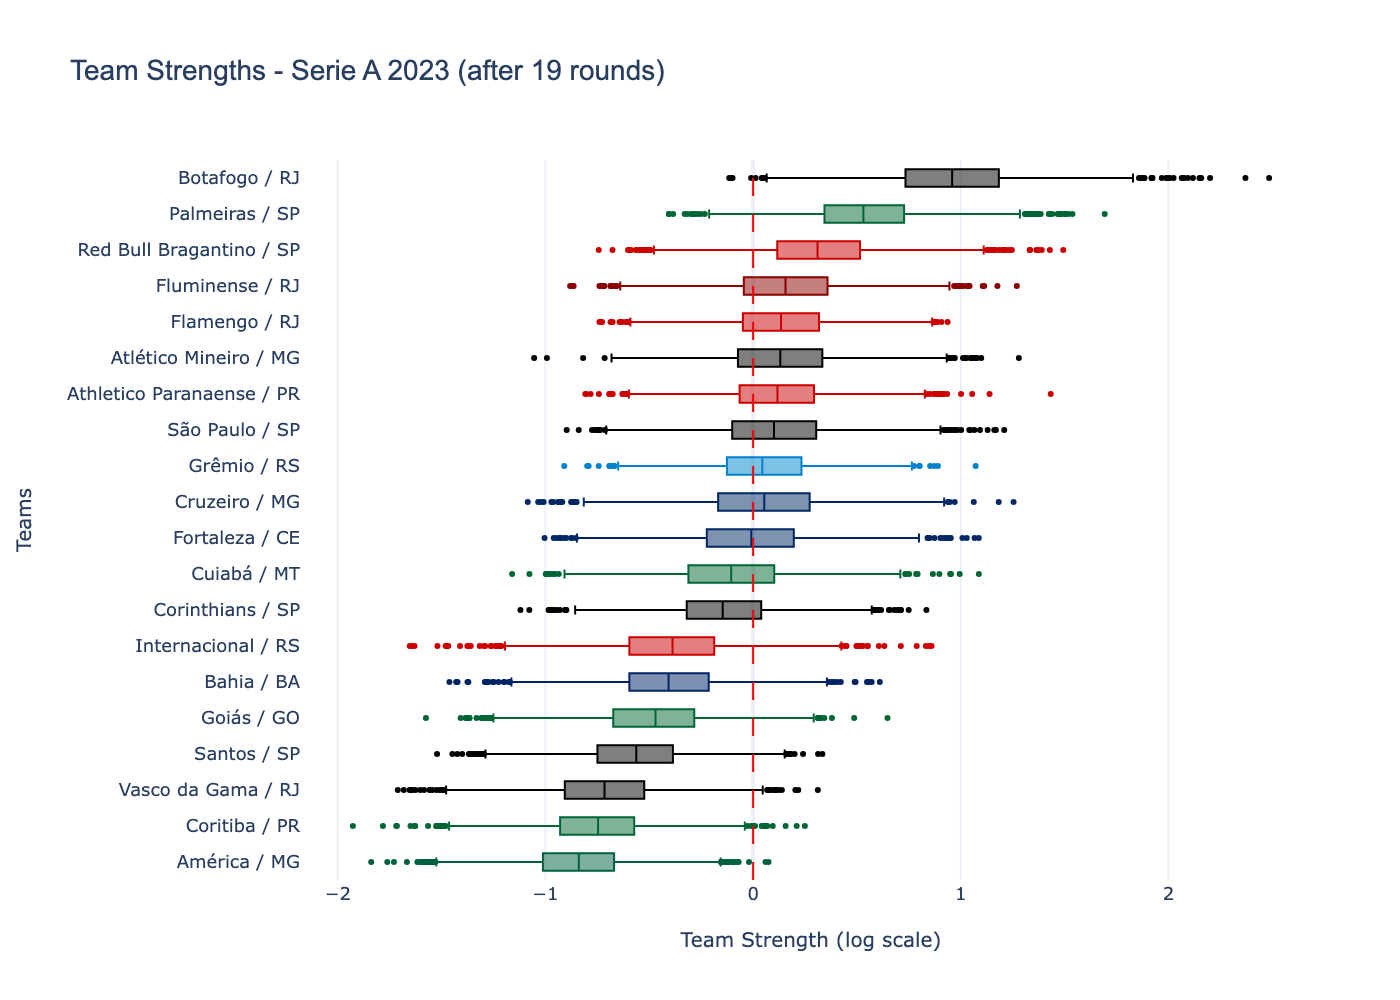 Team Strengths - Serie A 2023 (after 19 rounds)
Teams
Botafogo / RJ
Palmeiras / SP
Red Bull Bragantino / SP
Fluminense / RJ
Flamengo / RJ
Atlético Mineiro / MG
Athletico Paranaense / PR
São Paulo / SP
Grêmio / RS
Cruzeiro / MG
Fortaleza / CE
Cuiabá / MT
Corinthians / SP
Internacional / RS
Bahia / BA
Goiás / GO
Santos / SP
Vasco da Gama / RJ
Coritiba / PR
América / MG
−2 −1 0 1 2
Team Strength (log scale)